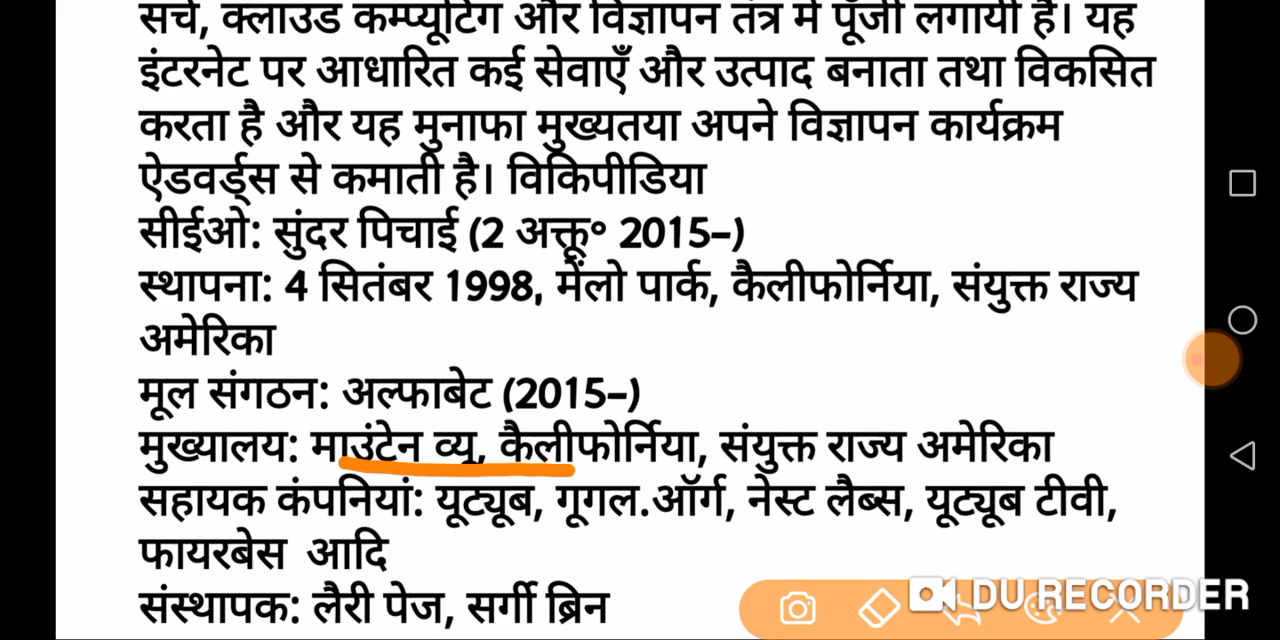 सर्च, क्लाउड कम्प्यूटिंग और विज्ञापन तंत्र में पूँजी लगायी है। यह
इंटरनेट पर आधारित कई सेवाएँ और उत्पाद बनाता तथा विकसित
करता है और यह मुनाफा मुख्यतया अपने विज्ञापन कार्यक्रम
ऐडवर्ड्स से कमाती है। विकिपीडिया
सीईओ: सुंदर पिचाई (2 अक्तू॰ 2015–)
स्थापना: 4 सितंबर 1998, मेंलो पार्क, कैलीफोर्निया, संयुक्त राज्य
अमेरिका
मूल संगठन: अल्फाबेट (2015–)
मुख्यालय: माउंटेन व्यू, कैलीफोर्निया, संयुक्त राज्य अमेरिका
सहायक कंपनियां: यूट्यूब, गूगल.ऑर्ग, नेस्ट लैब्स, यूट्यूब टीवी,
फायरबेस आदि
संस्थापक: लैरी पेज, सर्गी ब्रिन
DU RECORDER